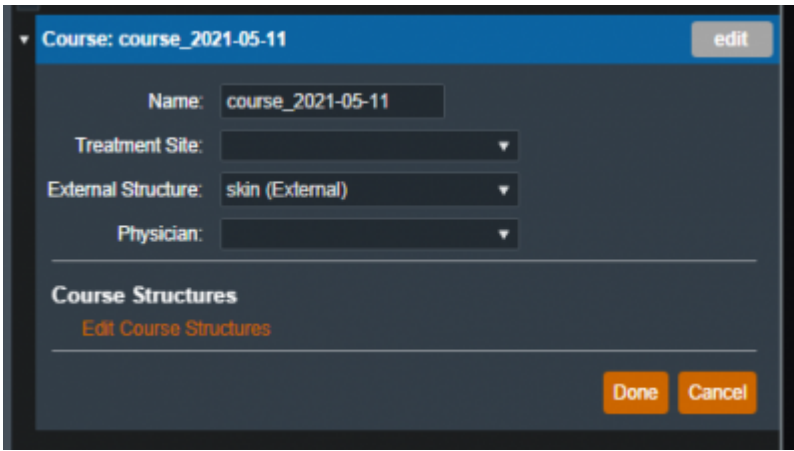 Course: course_2021-05-11 edit
Name: course_2021-05-11
Treatment Site:
External Structure: skin (External)
Physician:
Course Structures
Edit Course Structures
Done Cancel